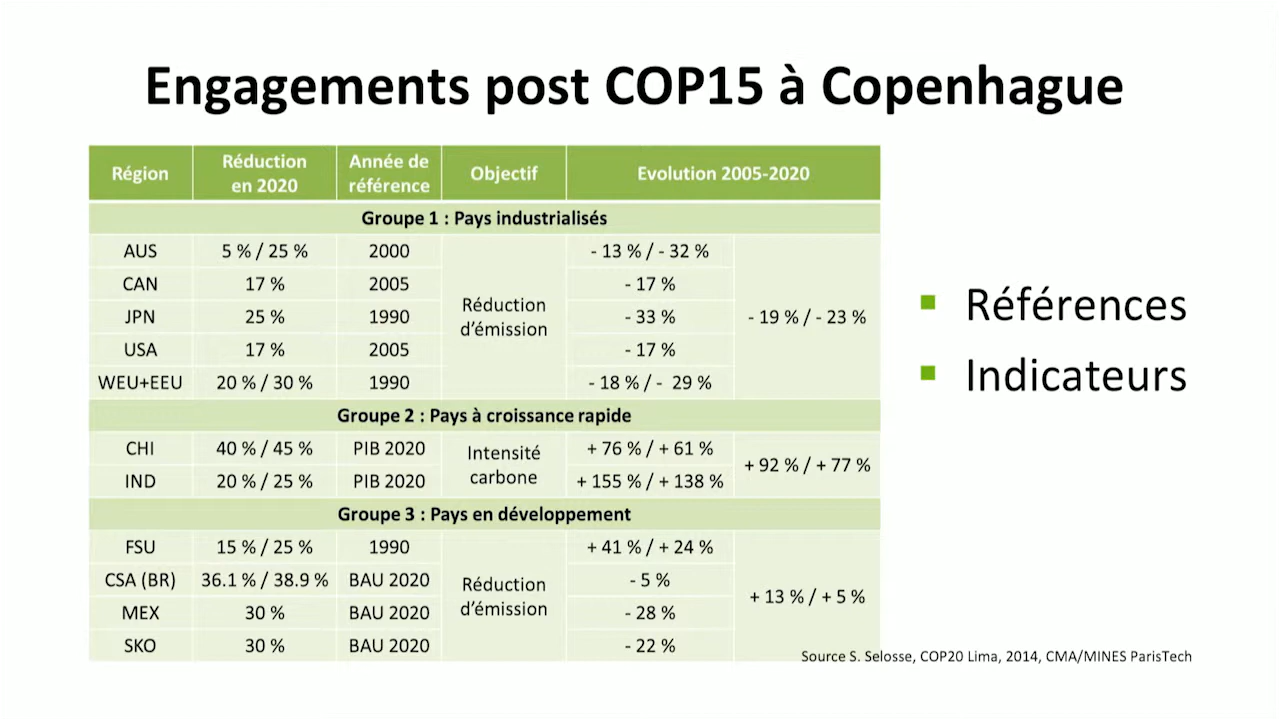 Engagements post COP15 à Copenhague
Région Réduction en 2020 Année de référence Objectif Evolution 2005-2020
Groupe 1 : Pays industrialisés
AUS 5 % / 25 % 2000 - 13 % / - 32 %
CAN 17 % 2005 - 17 %
JPN 25 % 1990 Réduction d'émission - 33 % - 19 % / - 23 %
USA 17 % 2005 - 17 %
WEU+EEU 20 % / 30 % 1990 - 18 % / - 29 %
Groupe 2 : Pays à croissance rapide
CHI 40 % / 45 % PIB 2020 Intensité carbone + 76 % / + 61 % + 92 % / + 77 %
IND 20 % / 25 % PIB 2020 + 155 % / + 138 %
Groupe 3 : Pays en développement
FSU 15 % / 25 % 1990 + 41 % / + 24 %
CSA (BR) 36.1 % / 38.9 % BAU 2020 Réduction d'émission - 5 % + 13 % / + 5 %
MEX 30 % BAU 2020 - 28 %
SKO 30 % BAU 2020 - 22 %
Références
Indicateurs
Source S. Selosse, COP20 Lima, 2014, CMA/MINES ParisTech